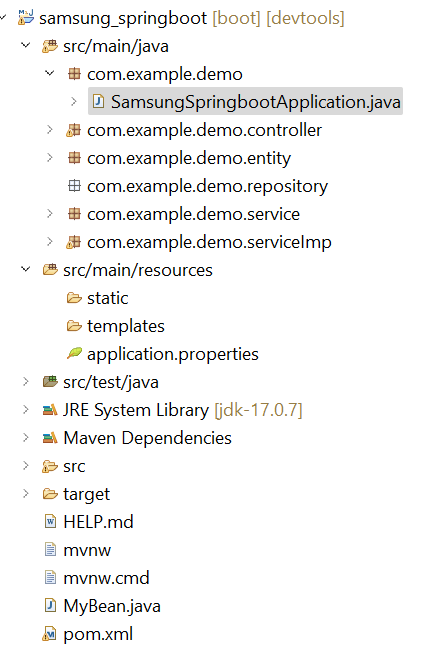 samsung_springboot [boot] [devtools]
src/main/java
com.example.demo
SamsungSpringbootApplication.java
com.example.demo.controller
com.example.demo.entity
com.example.demo.repository
com.example.demo.service
com.example.demo.serviceImp
src/main/resources
static
templates
application.properties
src/test/java
JRE System Library [jdk-17.0.7]
Maven Dependencies
src
target
HELP.md
mvnw
mvnw.cmd
MyBean.java
pom.xml